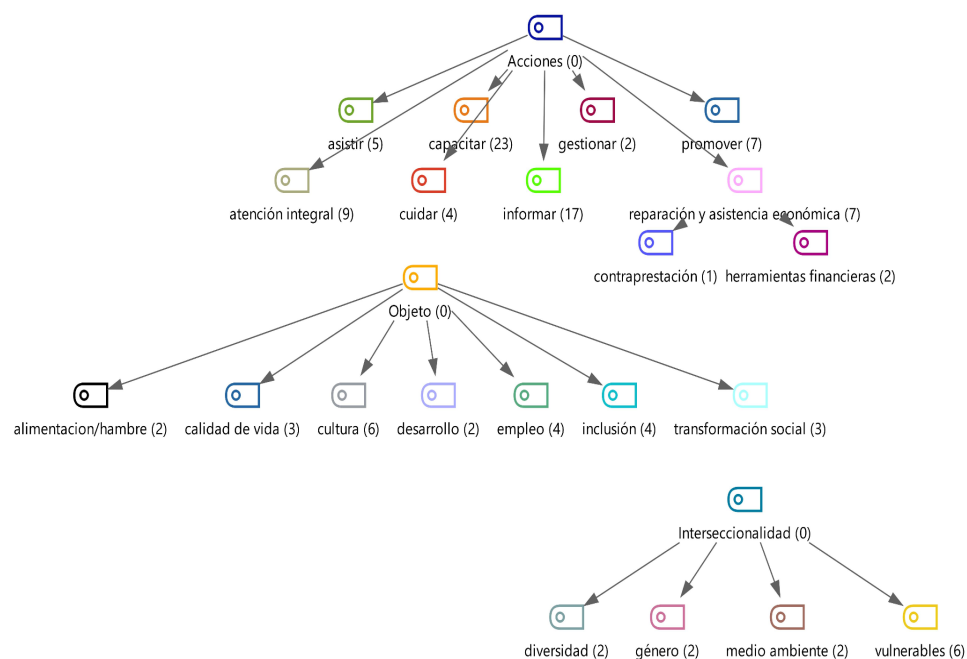 Acciones (0)
asistir (5)
capacitar (23)
gestionar (2)
promover (7)
atención integral (9)
cuidar (4)
informar (17)
reparación y asistencia económica (7)
contraprestación (1)
herramientas financieras (2)
Objeto (0)
alimentacion/hambre (2)
calidad de vida (3)
cultura (6)
desarrollo (2)
empleo (4)
inclusión (4)
transformación social (3)
Interseccionalidad (0)
diversidad (2)
género (2)
medio ambiente (2)
vulnerables (6)